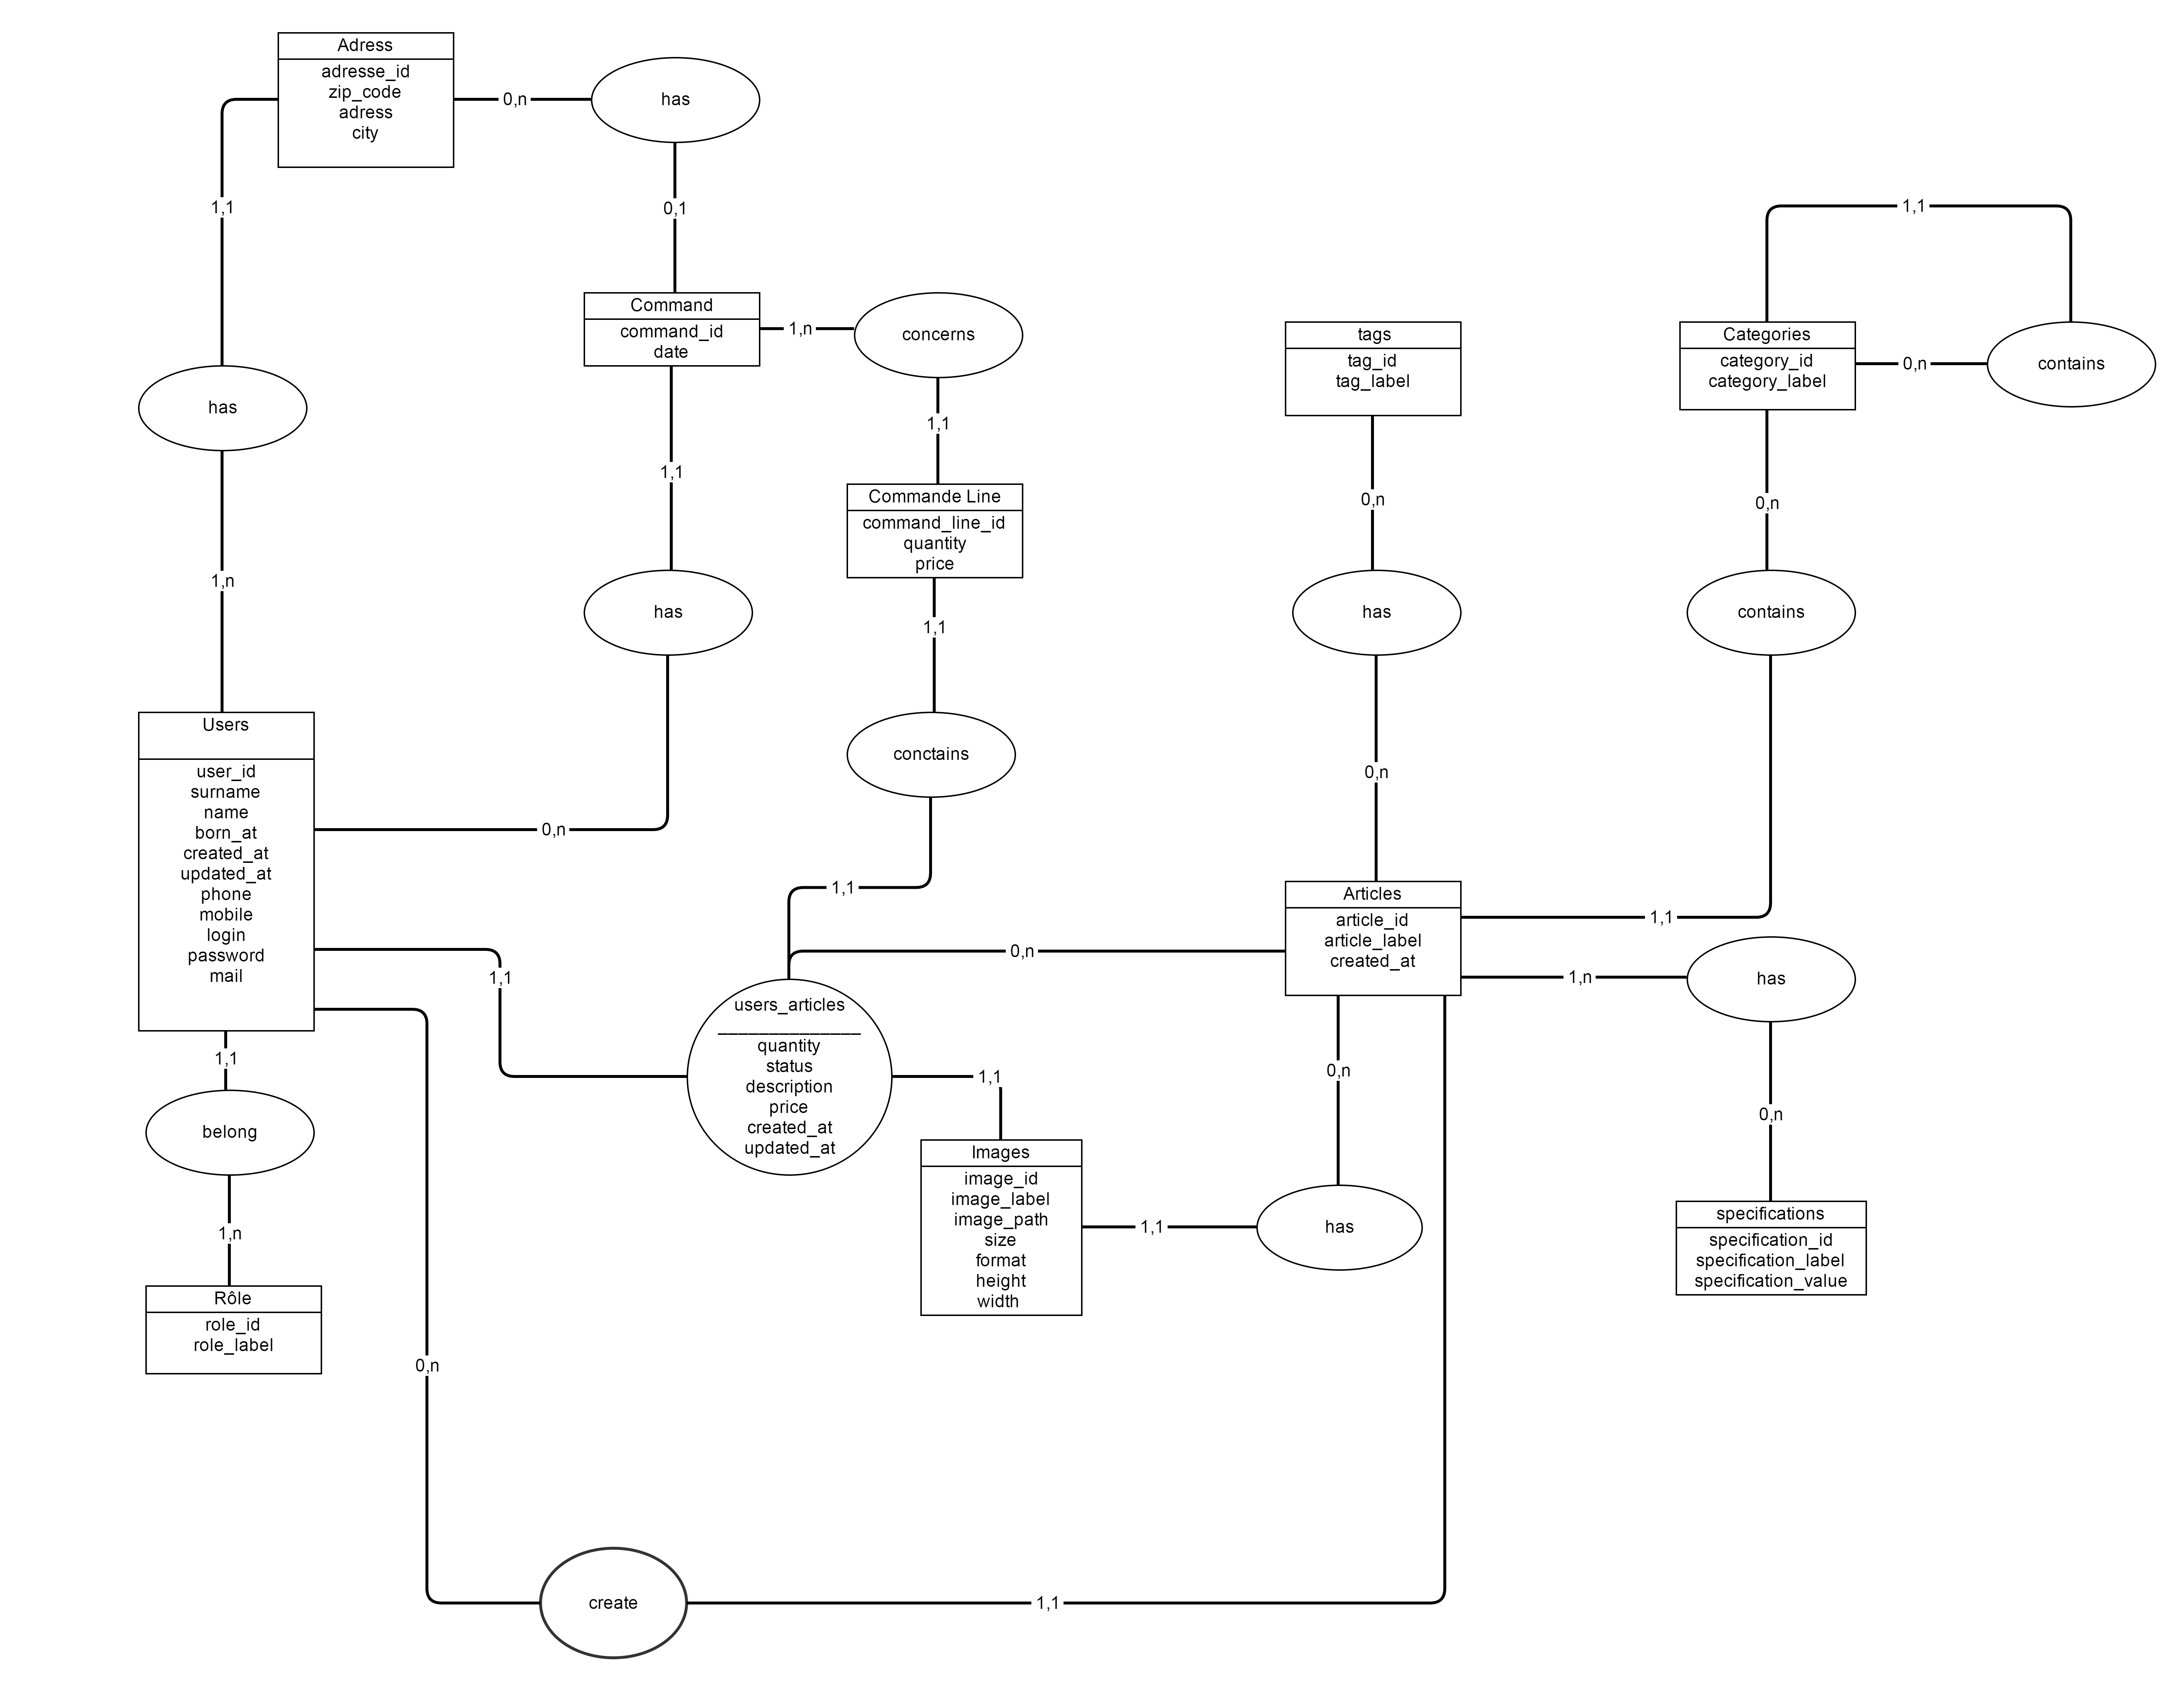 Adress
adresse_id
zip_code
adress
city
0,n
has
1,1
0,1
1,1
Command
command_id
date
1,n
concerns
tags
tag_id
tag_label
Categories
category_id
category_label
0,n
contains
has
1,1
1,1
Commande Line
command_line_id
quantity
price
0,n
0,n
1,n
has
1,1
has
contains
Users
user_id
surname
name
born_at
created_at
updated_at
phone
mobile
login
password
mail
conctains
0,n
0,n
1,1
Articles
article_id
article_label
created_at
1,1
1,1
0,n
1,n
has
users_articles
______________
quantity
status
description
price
created_at
updated_at
1,1
1,1
0,n
0,n
belong
Images
image_id
image_label
image_path
size
format
height
width
1,1
has
specifications
specification_id
specification_label
specification_value
1,n
Rôle
role_id
role_label
0,n
create
1,1